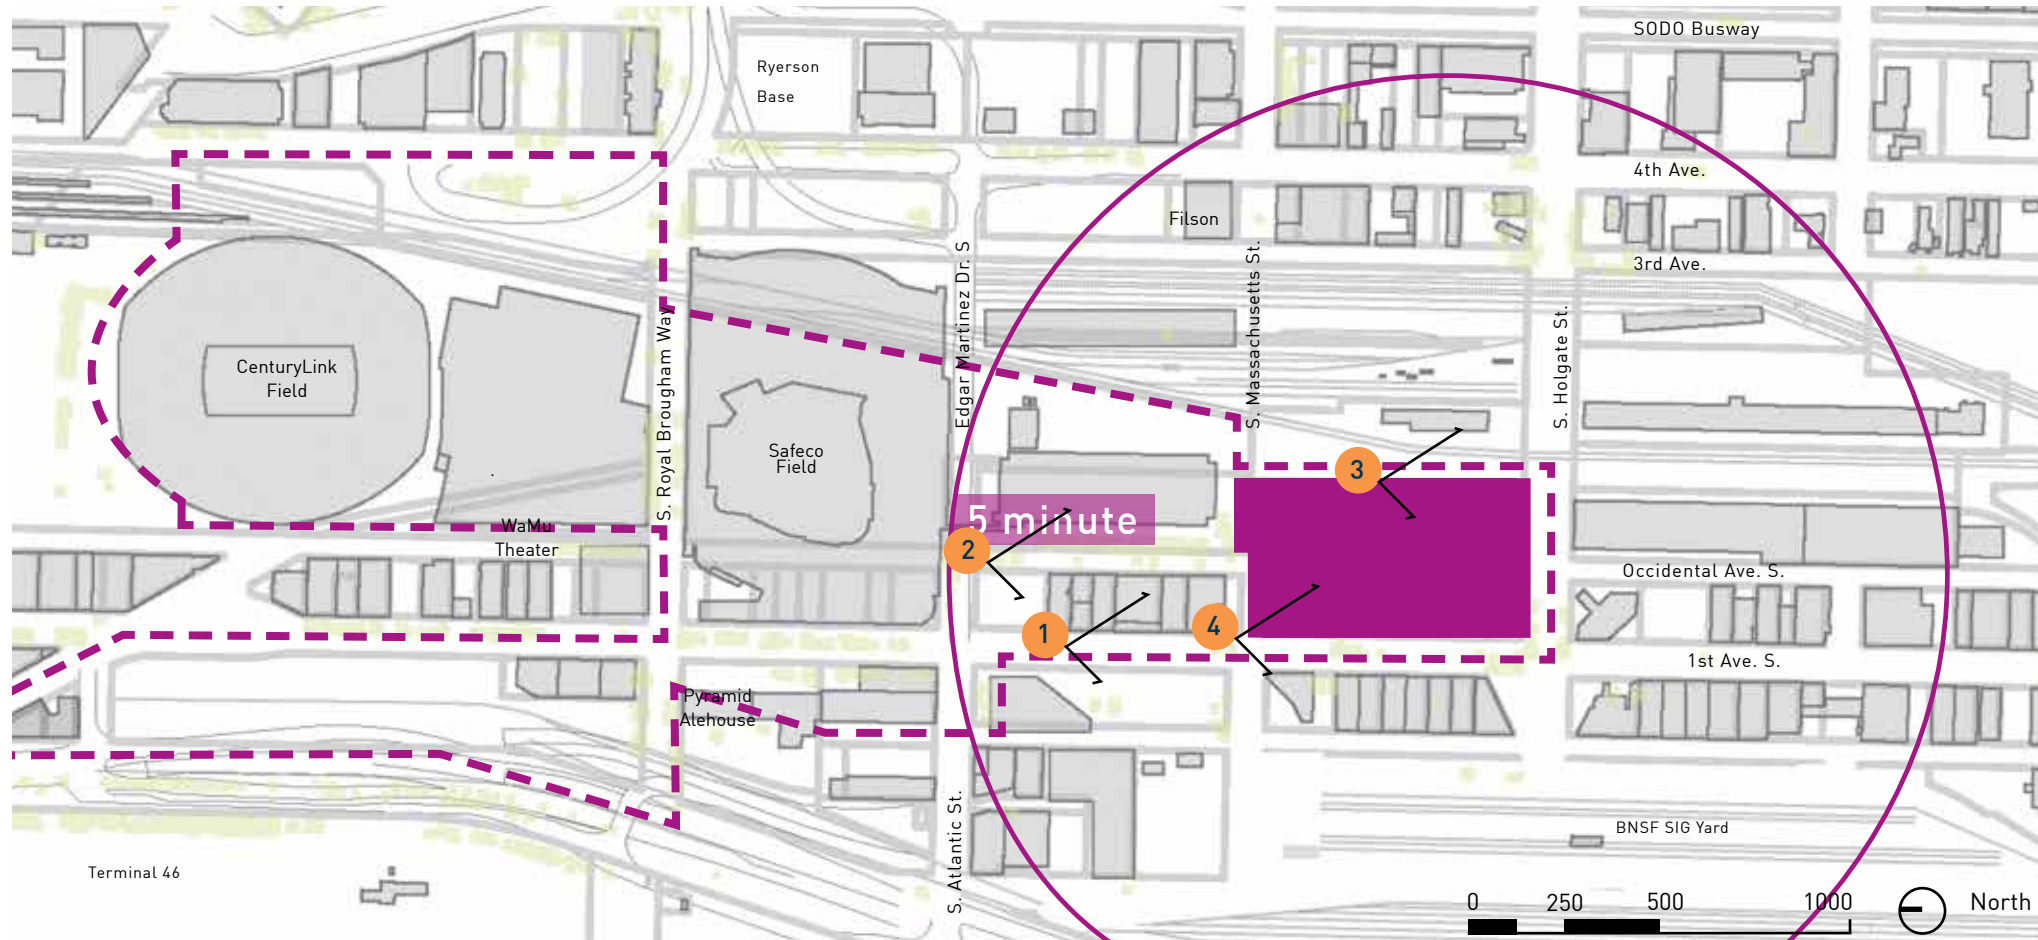 SODO Busway
Ryerson
Base
4th Ave.
Filson
3rd Ave.
Edgar Martinez Dr. S
S. Massachusetts St.
S. Holgate St.
S. Royal Brougham Way
CenturyLink
Field
Safeco
Field
3
5 minute
WaMu
Theater
2
Occidental Ave. S.
1
4
1st Ave. S.
Pyramid
Alehouse
S. Atlantic St.
BNSF SIG Yard
Terminal 46
0 250 500 1000
North